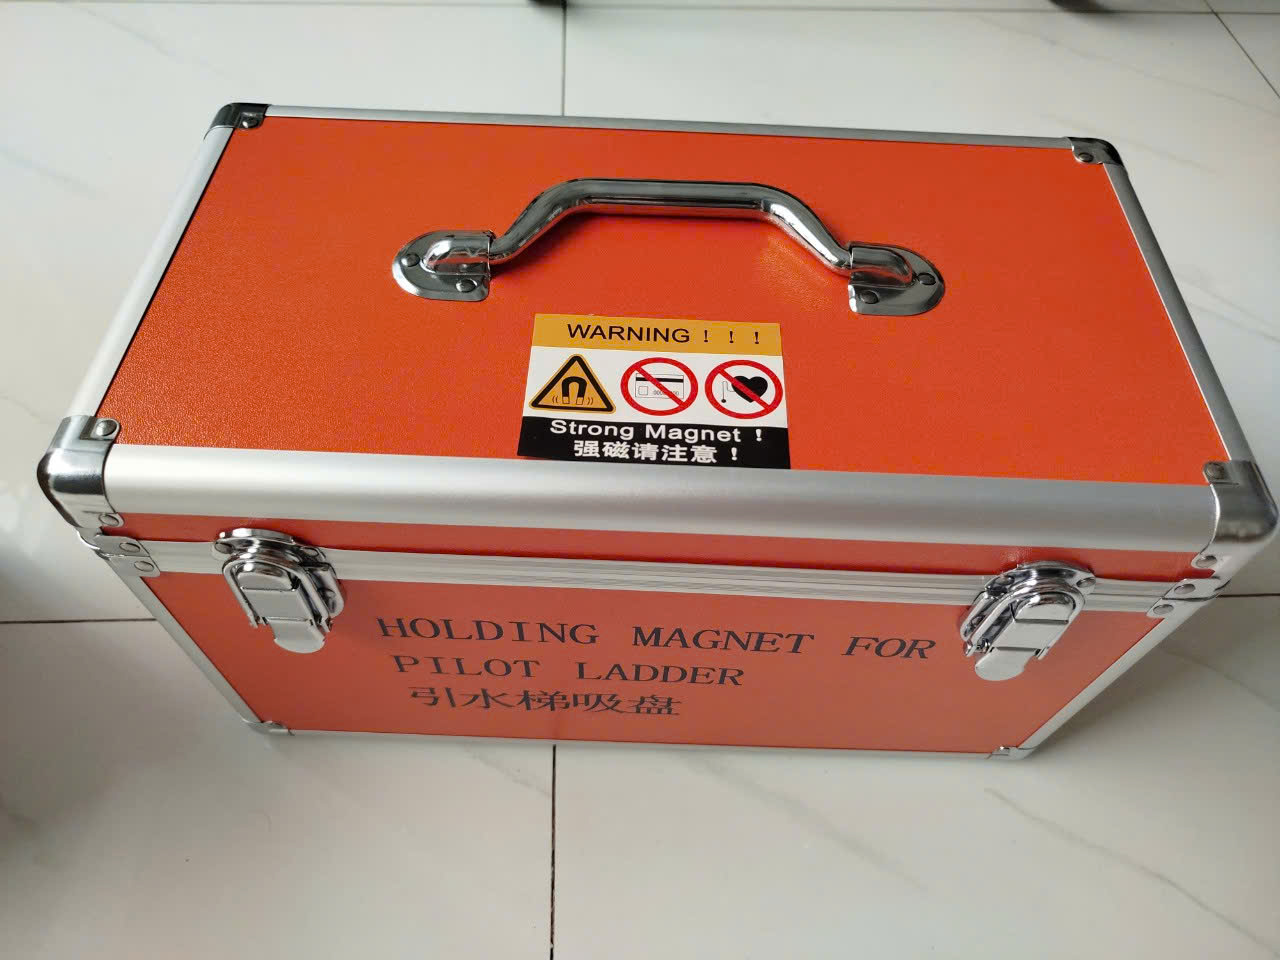 WARNING！！！
Strong Magnet！
强磁请注意！
HOLDING MAGNET FOR
PILOT LADDER
引水梯吸盘